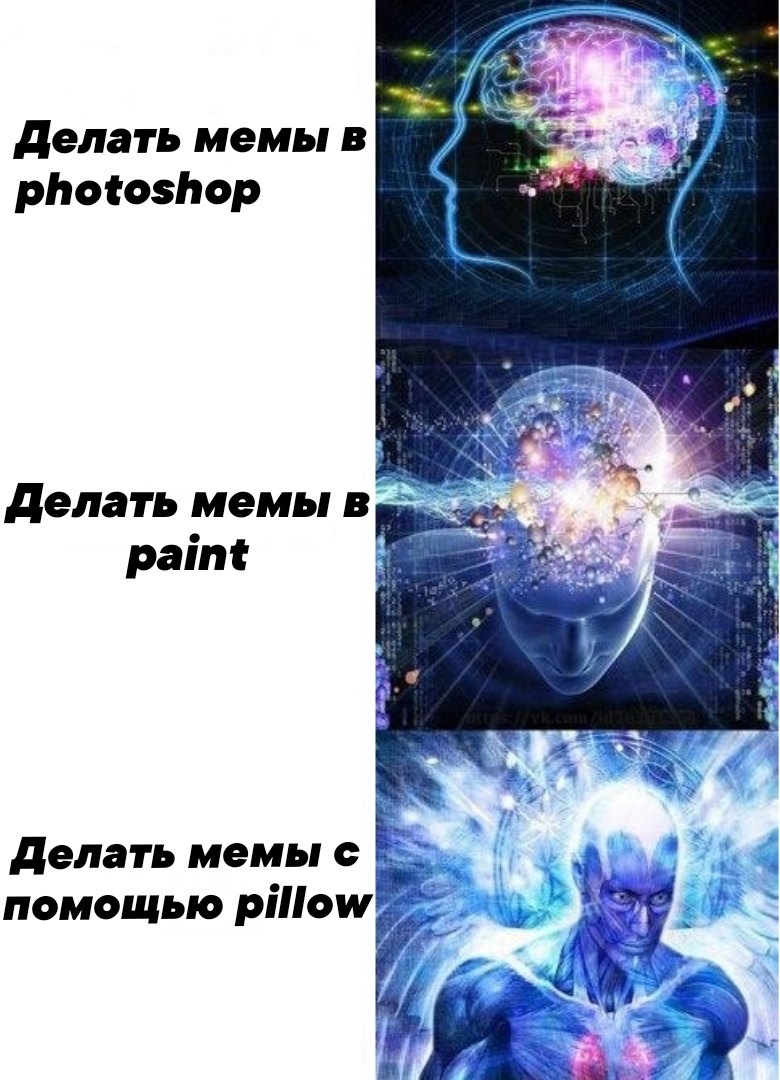 Делать мемы в
photoshop
Делать мемы в
paint
Делать мемы с
помощью pillow